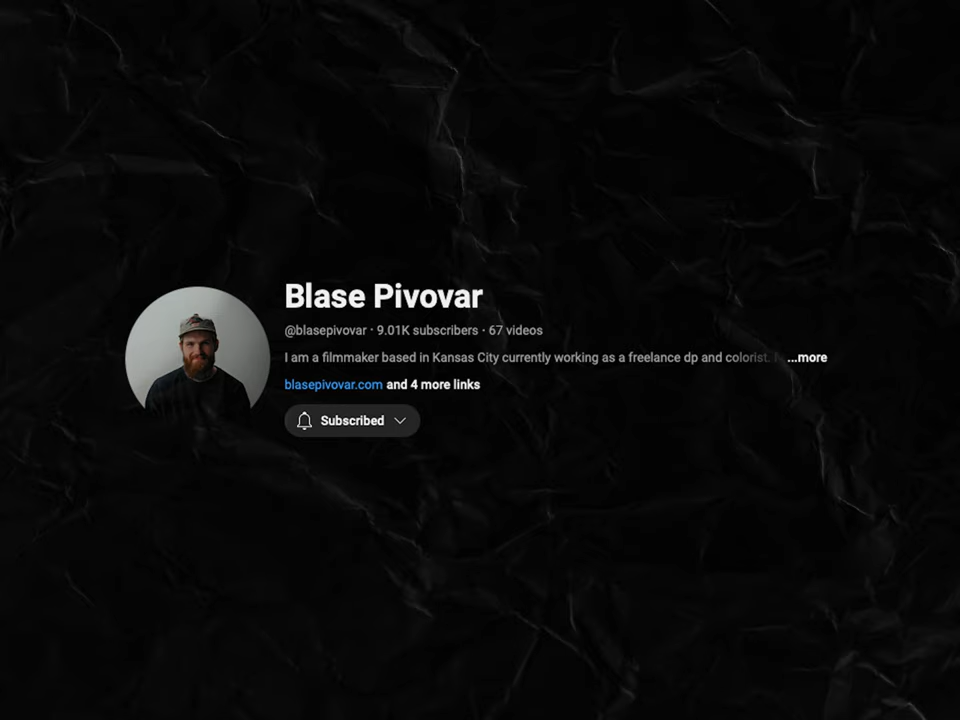 Blase Pivovar
@blasepivovar · 9.01K subscribers · 67 videos
I am a filmmaker based in Kansas City currently working as a freelance dp and colorist. ...more
blasepivovar.com and 4 more links
Subscribed